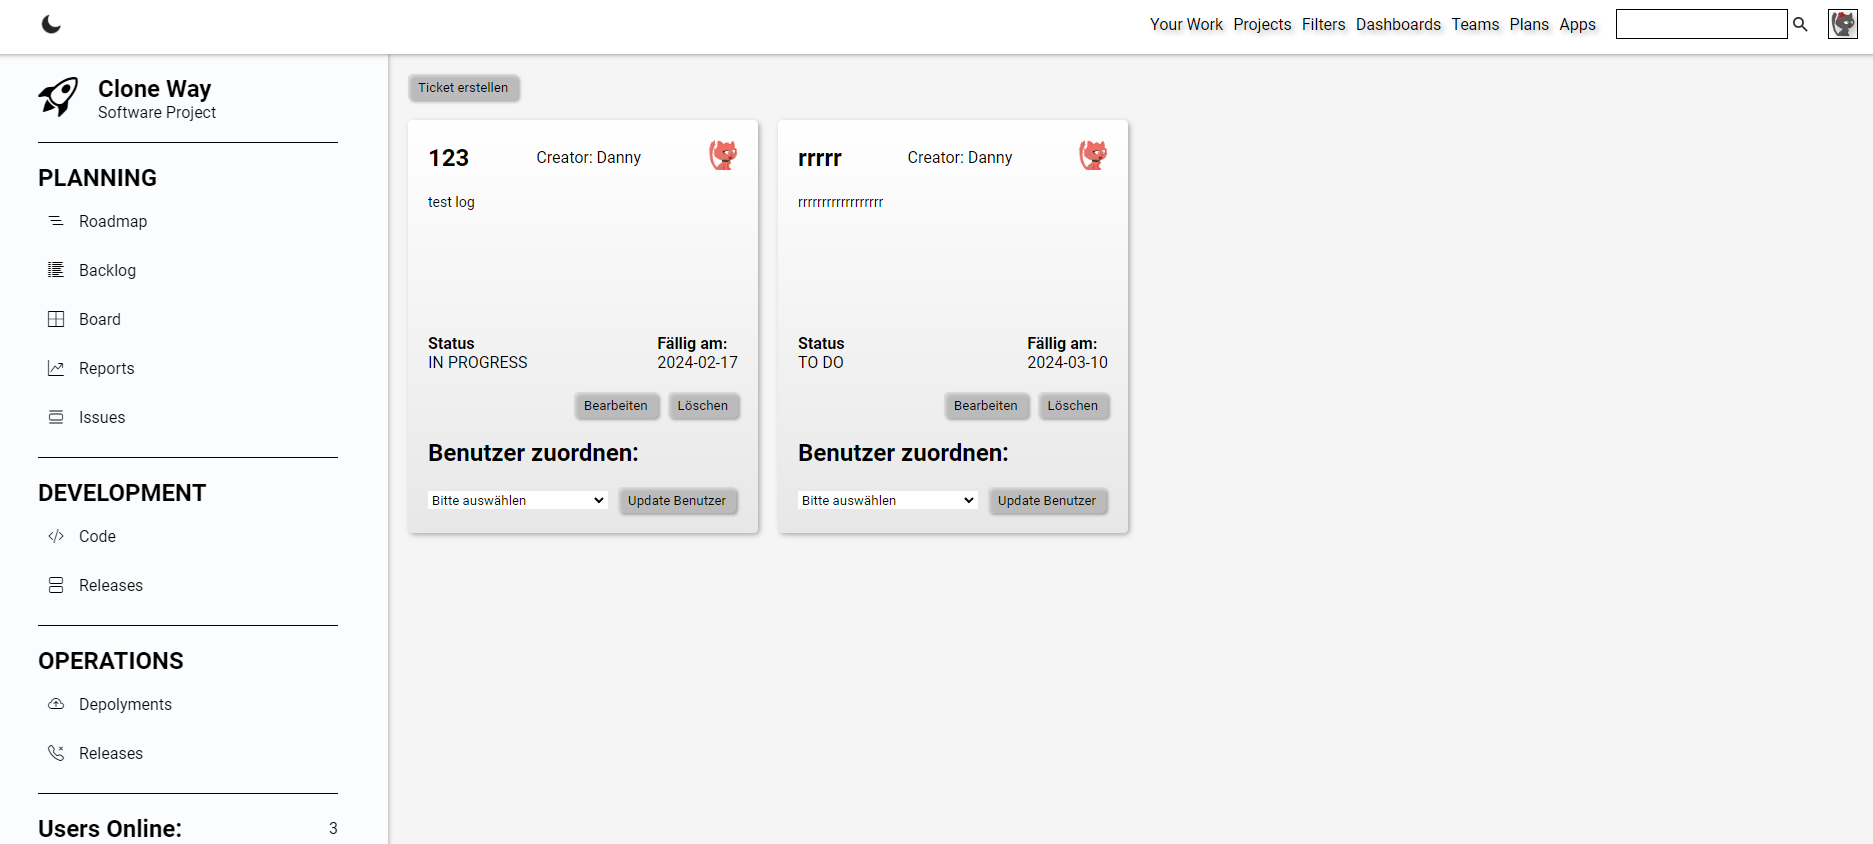 Your Work Projects Filters Dashboards Teams Plans Apps
Clone Way
Software Project
PLANNING
Roadmap
Backlog
Board
Reports
Issues
DEVELOPMENT
Code
Releases
OPERATIONS
Depolyments
Releases
Users Online: 3
Ticket erstellen
123 Creator: Danny
test log
Status Fällig am:
IN PROGRESS 2024-02-17
Bearbeiten Löschen
Benutzer zuordnen:
Bitte auswählen Update Benutzer
rrrrr Creator: Danny
rrrrrrrrrrrrrrrrrr
Status Fällig am:
TO DO 2024-03-10
Bearbeiten Löschen
Benutzer zuordnen:
Bitte auswählen Update Benutzer